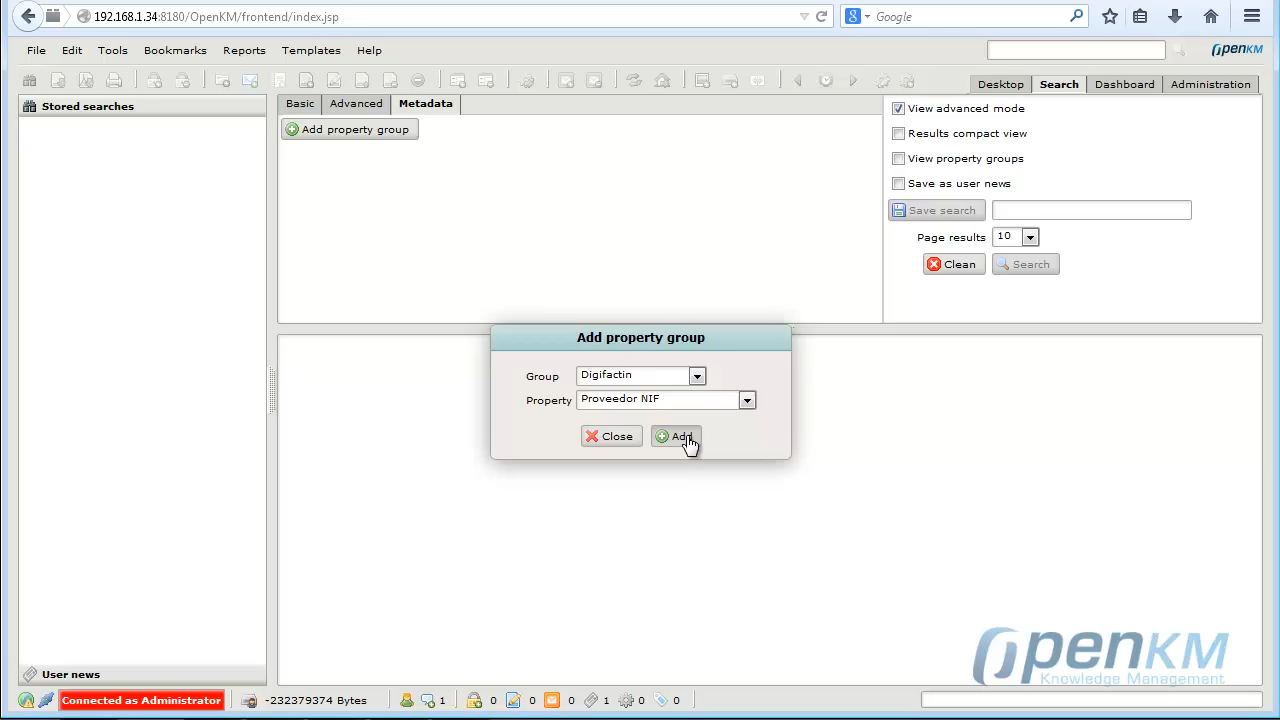 192.168.1.34:8180/OpenKM/frontend/index.jsp
Google
File Edit Tools Bookmarks Reports Templates Help
OpenKM
Desktop Search Dashboard Administration
Stored searches
Basic Advanced Metadata
Add property group
View advanced mode
Results compact view
View property groups
Save as user news
Save search
Page results 10
Clean Search
Add property group
Group Digifactin
Property Proveedor NIF
Close Add
OpenKM
Knowledge Management
User news
Connected as Administrator -232379374 Bytes 1 0 0 0 1 0 0